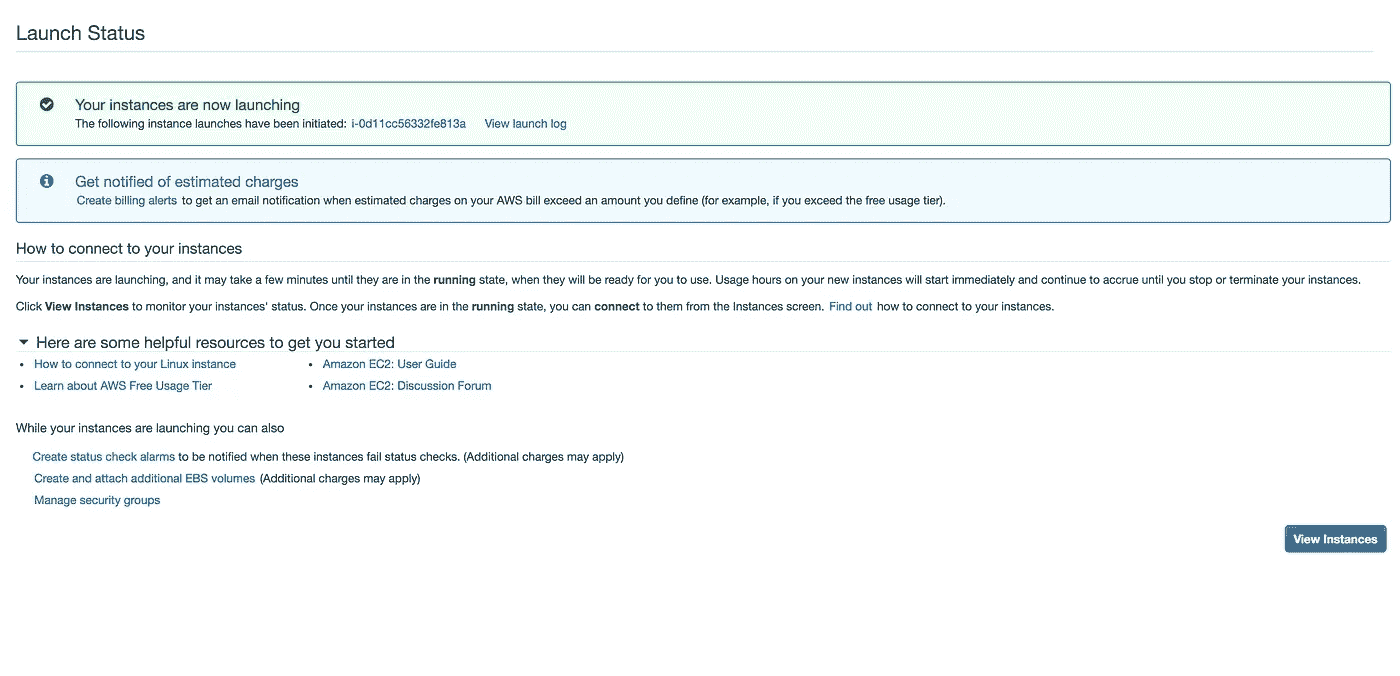 Launch Status
Your instances are now launching
The following instance launches have been initiated: i-0d11cc56332fe813a View launch log
Get notified of estimated charges
Create billing alerts to get an email notification when estimated charges on your AWS bill exceed an amount you define (for example, if you exceed the free usage tier).
How to connect to your instances
Your instances are launching, and it may take a few minutes until they are in the running state, when they will be ready for you to use. Usage hours on your new instances will start immediately and continue to accrue until you stop or terminate your instances.
Click View Instances to monitor your instances' status. Once your instances are in the running state, you can connect to them from the Instances screen. Find out how to connect to your instances.
Here are some helpful resources to get you started
• How to connect to your Linux instance • Amazon EC2: User Guide
• Learn about AWS Free Usage Tier • Amazon EC2: Discussion Forum
While your instances are launching you can also
Create status check alarms to be notified when these instances fail status checks. (Additional charges may apply)
Create and attach additional EBS volumes (Additional charges may apply)
Manage security groups
View Instances